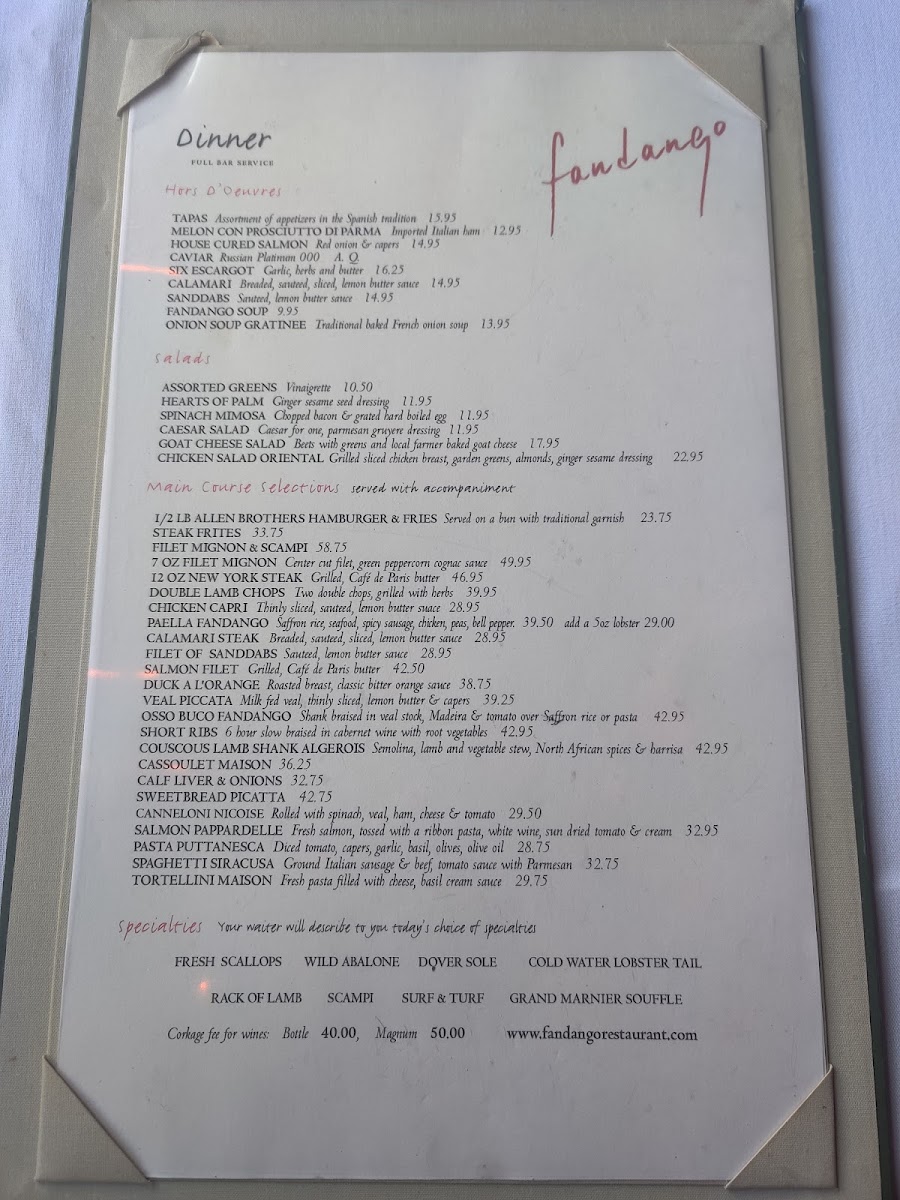 Dinner
FULL BAR SERVICE
fandango
Hors D'Oeuvres
TAPAS Assortment of appetizers in the Spanish tradition 15.95
MELON CON PROSCIUTTO DI PARMA Imported Italian ham 12.95
HOUSE CURED SALMON Red onion & capers 14.95
CAVIAR Russian Platinum 000 A. Q.
SIX ESCARGOT Garlic, herbs and butter 16.25
CALAMARI Breaded, sauteed, sliced, lemon butter sauce 14.95
SANDDABS Sauteed, lemon butter sauce 14.95
FANDANGO SOUP 9.95
ONION SOUP GRATINEE Traditional baked French onion soup 13.95
Salads
ASSORTED GREENS Vinaigrette 10.50
HEARTS OF PALM Ginger sesame seed dressing 11.95
SPINACH MIMOSA Chopped bacon & grated hard boiled egg 11.95
CAESAR SALAD Caesar for one, parmesan gruyere dressing 11.95
GOAT CHEESE SALAD Beets with greens and local farmer baked goat cheese 17.95
CHICKEN SALAD ORIENTAL Grilled sliced chicken breast, garden greens, almonds, ginger sesame dressing 22.95
Main Course Selections served with accompaniment
1/2 LB ALLEN BROTHERS HAMBURGER & FRIES Served on a bun with traditional garnish 23.75
STEAK FRITES 33.75
FILET MIGNON & SCAMPI 58.75
7 OZ FILET MIGNON Center cut filet, green peppercorn cognac sauce 49.95
12 OZ NEW YORK STEAK Grilled, Café de Paris butter 46.95
DOUBLE LAMB CHOPS Two double chops, grilled with herbs 39.95
CHICKEN CAPRI Thinly sliced, sauteed, lemon butter suace 28.95
PAELLA FANDANGO Saffron rice, seafood, spicy sausage, chicken, peas, bell pepper. 39.50 add a 5oz lobster 29.00
CALAMARI STEAK Breaded, sauteed, sliced, lemon butter sauce 28.95
FILET OF SANDDABS Sauteed, lemon butter sauce 28.95
SALMON FILET Grilled, Café de Paris butter 42.50
DUCK A L'ORANGE Roasted breast, classic bitter orange sauce 38.75
VEAL PICCATA Milk fed veal, thinly sliced, lemon butter & capers 39.25
OSSO BUCO FANDANGO Shank braised in veal stock, Madeira & tomato over Saffron rice or pasta 42.95
SHORT RIBS 6 hour slow braised in cabernet wine with root vegetables 42.95
COUSCOUS LAMB SHANK ALGEROIS Semolina, lamb and vegetable stew, North African spices & harrisa 42.95
CASSOULET MAISON 36.25
CALF LIVER & ONIONS 32.75
SWEETBREAD PICATTA 42.75
CANNELONI NICOISE Rolled with spinach, veal, ham, cheese & tomato 29.50
SALMON PAPPARDELLE Fresh salmon, tossed with a ribbon pasta, white wine, sun dried tomato & cream 32.95
PASTA PUTTANESCA Diced tomato, capers, garlic, basil, olives, olive oil 28.75
SPAGHETTI SIRACUSA Ground Italian sausage & beef, tomato sauce with Parmesan 32.75
TORTELLINI MAISON Fresh pasta filled with cheese, basil cream sauce 29.75
Specialties Your waiter will describe to you today's choice of specialties
FRESH SCALLOPS WILD ABALONE DOVER SOLE COLD WATER LOBSTER TAIL
RACK OF LAMB SCAMPI SURF & TURF GRAND MARNIER SOUFFLE
Corkage fee for wines: Bottle 40.00, Magnum 50.00 www.fandangorestaurant.com